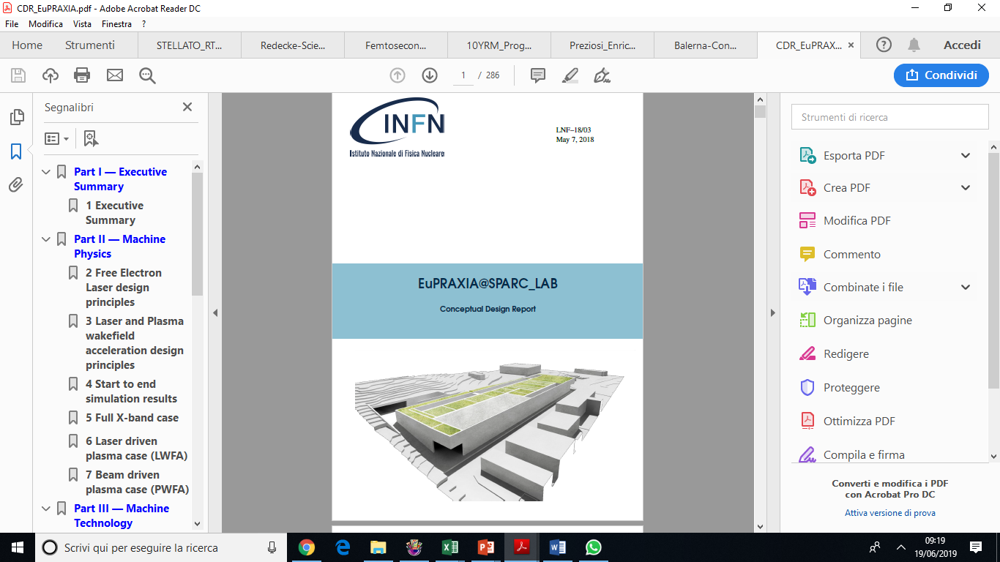 CDR_EuPRAXIA.pdf - Adobe Acrobat Reader DC
File Modifica Vista Finestra ?
Home Strumenti STELLATO_RT... Redecke-Scie... Femtosecon... 10YRM_Prog... Preziosi_Enric... Balerna-Con... CDR_EuPRAX... Accedi
1 / 286 Condividi
Segnalibri
Part I — Executive
Summary
1 Executive
Summary
Part II — Machine
Physics
2 Free Electron
Laser design
principles
3 Laser and Plasma
wakefield
acceleration design
principles
4 Start to end
simulation results
5 Full X-band case
6 Laser driven
plasma case (LWFA)
7 Beam driven
plasma case (PWFA)
Part III — Machine
Technology
INFN
Istituto Nazionale di Fisica Nucleare
LNF–18/03
May 7, 2018
EuPRAXIA@SPARC_LAB
Conceptual Design Report
Strumenti di ricerca
Esporta PDF
Crea PDF
Modifica PDF
Commento
Combinate i file
Organizza pagine
Redigere
Proteggere
Ottimizza PDF
Compila e firma
Converti e modifica i PDF
con Acrobat Pro DC
Attiva versione di prova
Scrivi qui per eseguire la ricerca
09:19
19/06/2019